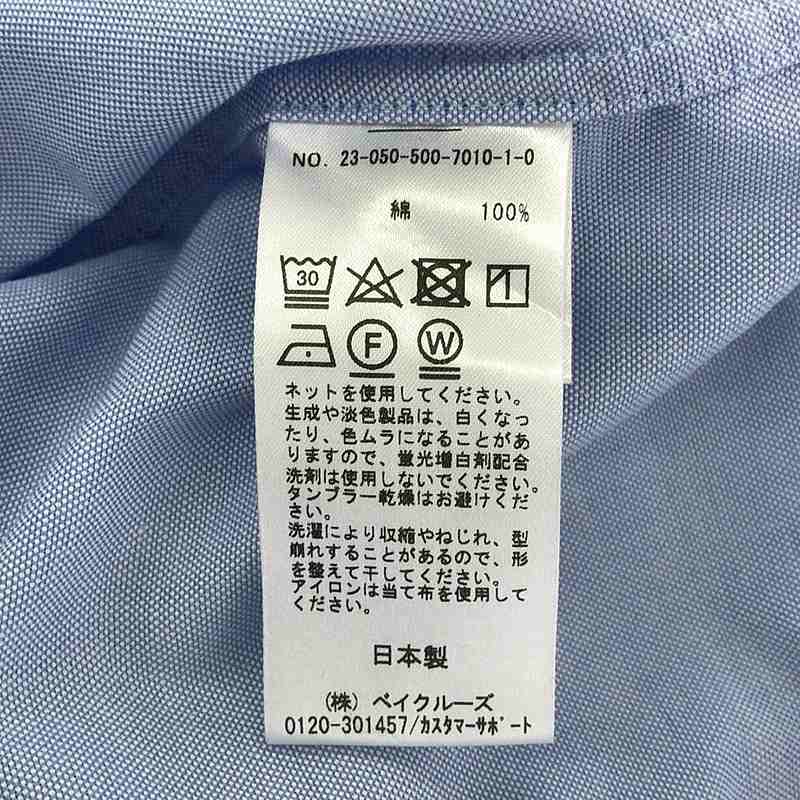 NO. 23-050-500-7010-1-0
綿 100%
30
F W
ネットを使用してください。
生成や淡色製品は、白くなっ
たり、色ムラになることがあ
りますので、蛍光増白剤配合
洗剤は使用しないでください。
タンブラー乾燥はお避けくだ
さい。
洗濯により収縮やねじれ、型
崩れすることがあるので、形
を整えて干してください。
アイロンは当て布を使用して
ください。
日本製
(株) ベイクルーズ
0120-301457/カスタマーサポート